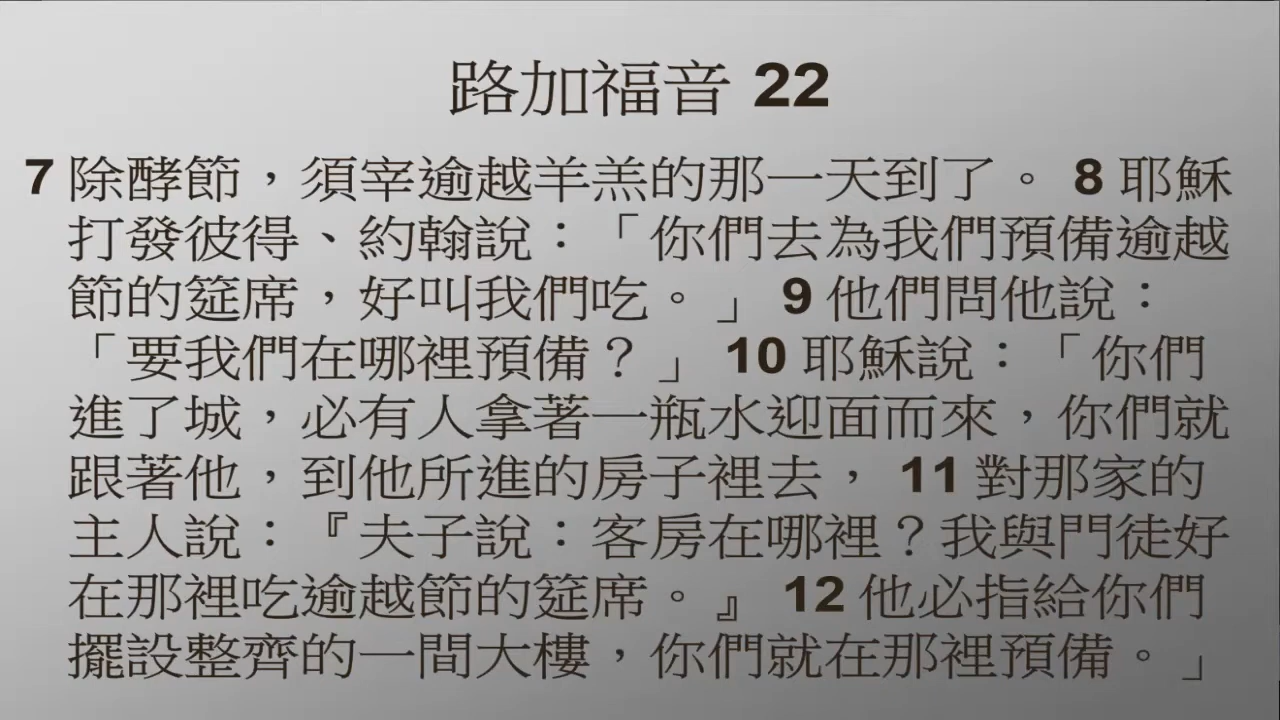 路加福音 22
7 除酵節，須宰逾越羊羔的那一天到了。 8 耶穌
打發彼得、約翰說：「你們去為我們預備逾越
節的筵席，好叫我們吃。」 9 他們問他說：
「要我們在哪裡預備？」 10 耶穌說：「你們
進了城，必有人拿著一瓶水迎面而來，你們就
跟著他，到他所進的房子裡去， 11 對那家的
主人說：『夫子說：客房在哪裡？我與門徒好
在那裡吃逾越節的筵席。』 12 他必指給你們
擺設整齊的一間大樓，你們就在那裡預備。」